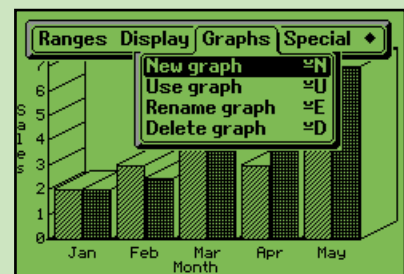 Ranges Display Graphs Special ◆
New graph ⌣N
Use graph ⌣U
Rename graph ⌣E
Delete graph ⌣D
7
6
5
4
3
2
1
0
Sales
Jan Feb Mar Apr May
Month